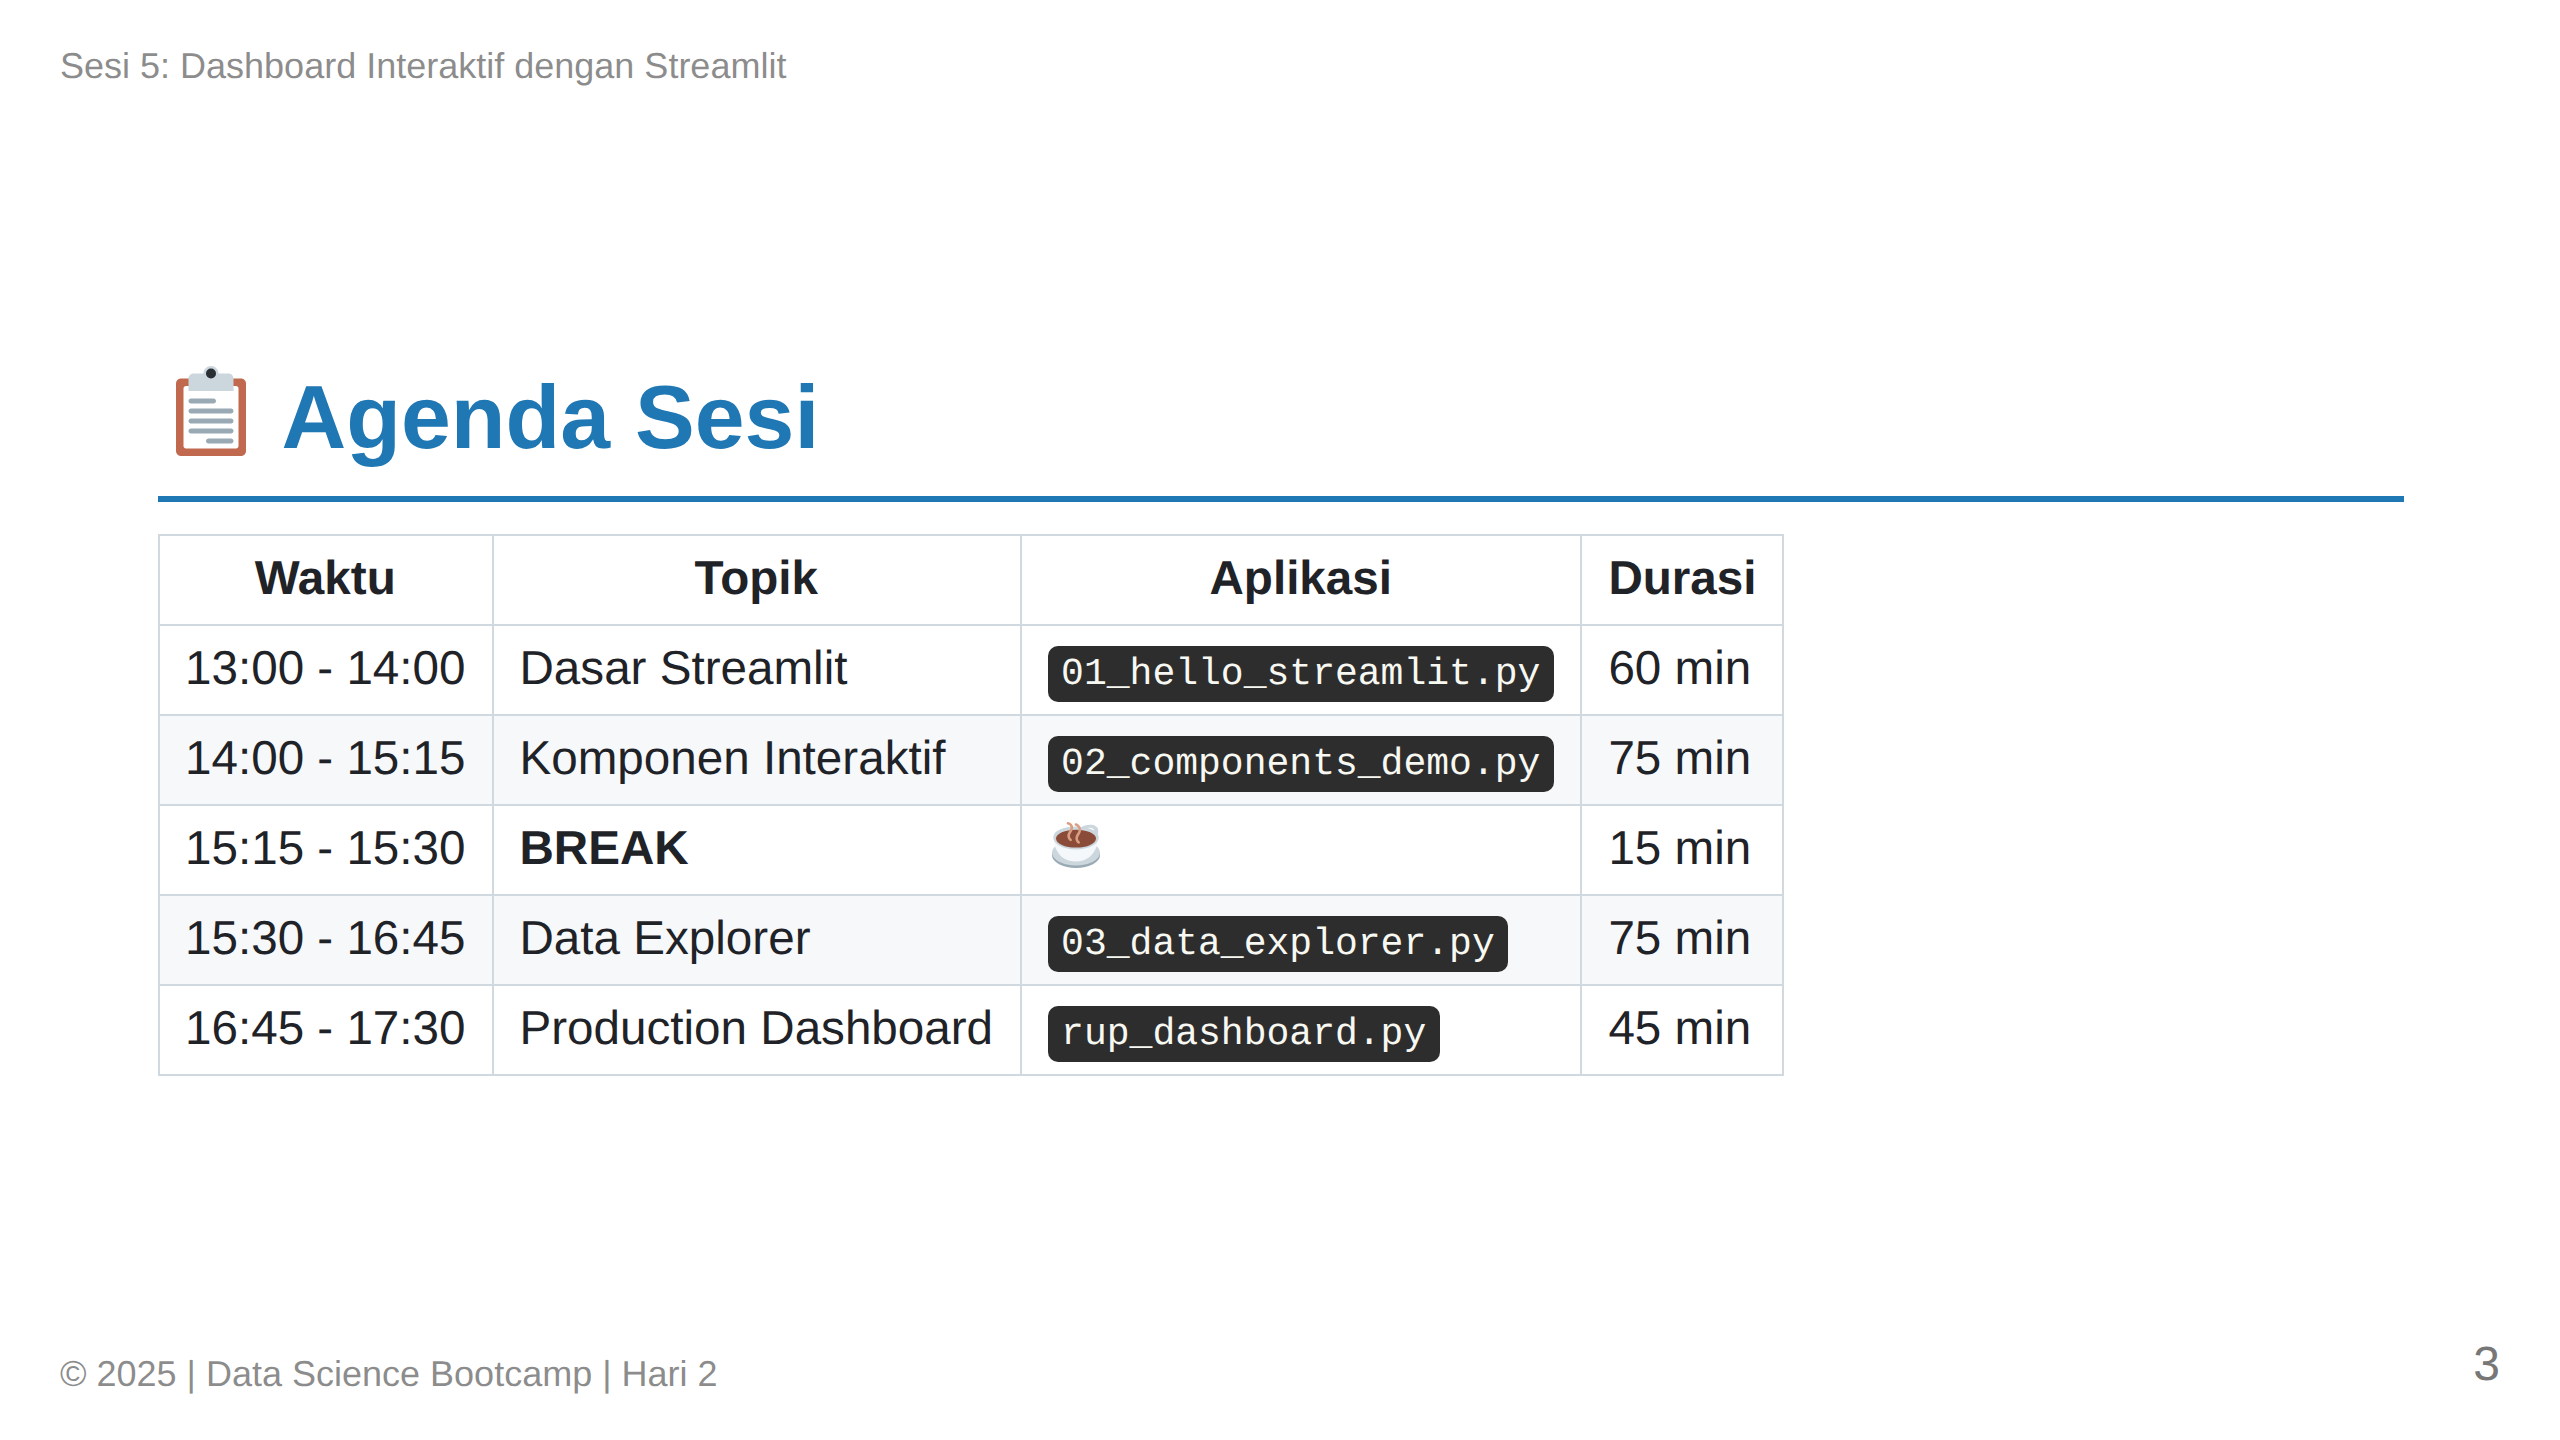 Sesi 5: Dashboard Interaktif dengan Streamlit
Agenda Sesi
Waktu Topik Aplikasi Durasi
13:00 - 14:00 Dasar Streamlit 01_hello_streamlit.py 60 min
14:00 - 15:15 Komponen Interaktif 02_components_demo.py 75 min
15:15 - 15:30 BREAK 15 min
15:30 - 16:45 Data Explorer 03_data_explorer.py 75 min
16:45 - 17:30 Production Dashboard rup_dashboard.py 45 min
© 2025 | Data Science Bootcamp | Hari 2
3